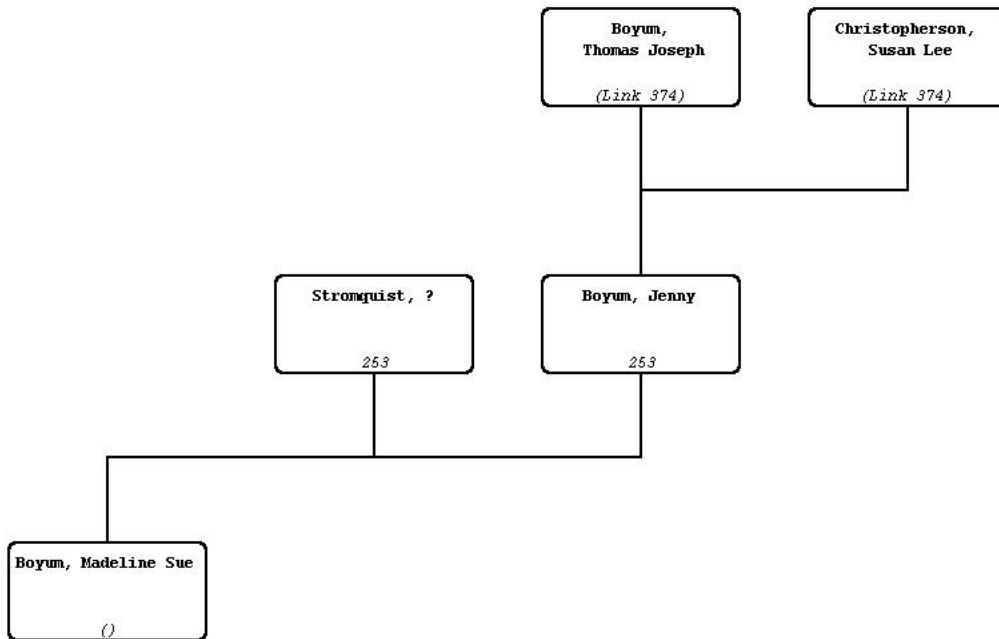 Boyum,
Thomas Joseph
(Link 374)
Christopherson,
Susan Lee
(Link 374)
Stromquist, ?
253
Boyum, Jenny
253
Boyum, Madeline Sue
()